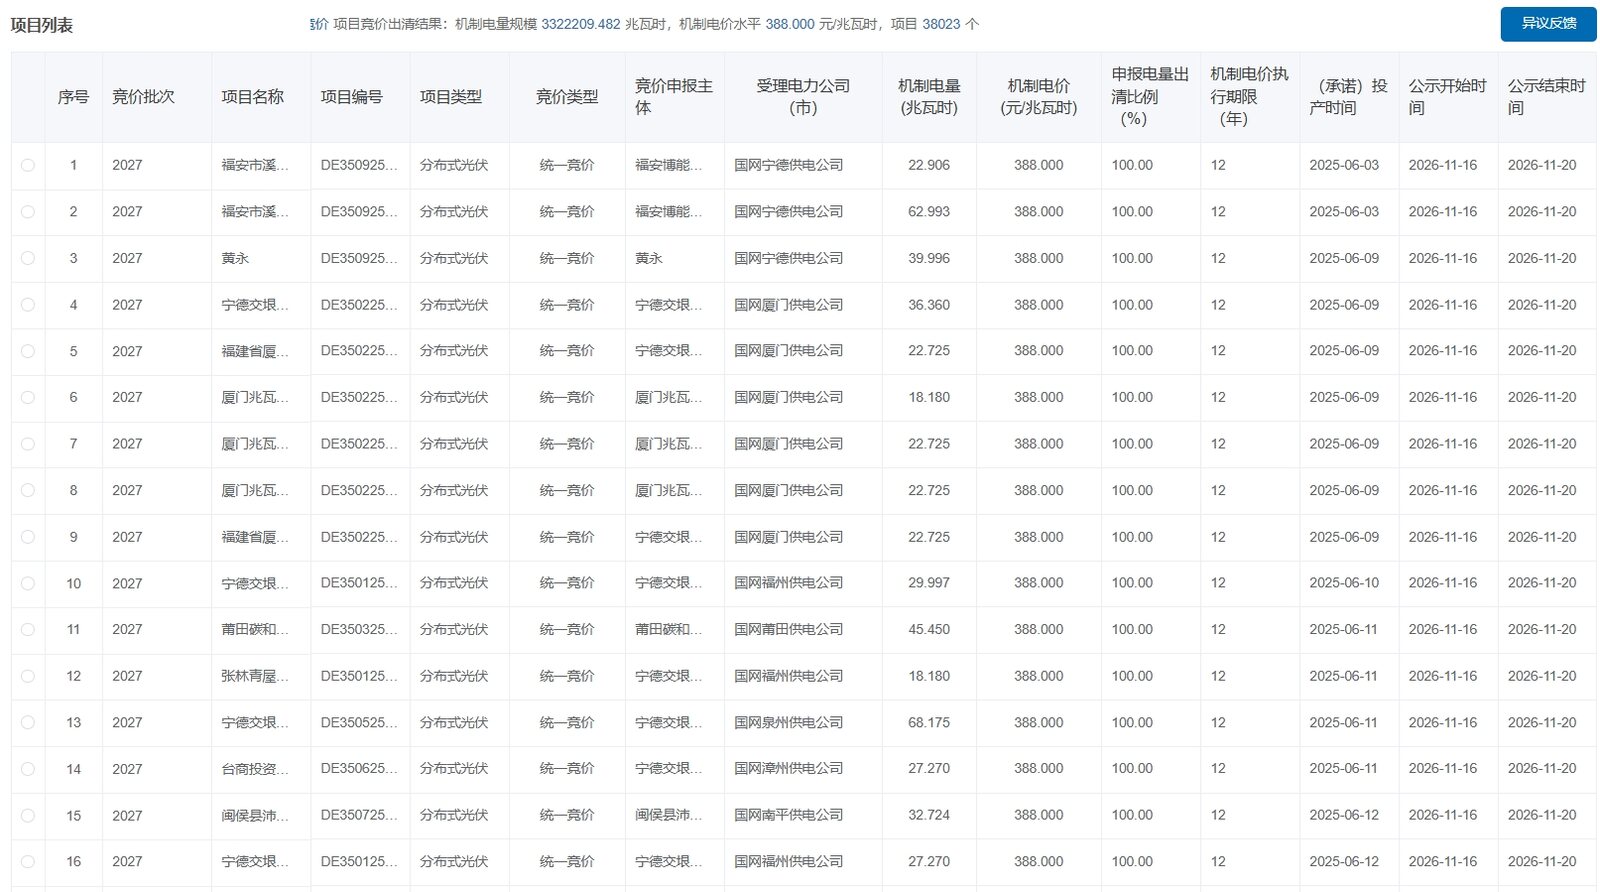 项目列表
竞价 项目竞价出清结果：机制电量规模 3322209.482 兆瓦时，机制电价水平 388.000 元/兆瓦时，项目 38023 个
异议反馈
序号 竞价批次 项目名称 项目编号 项目类型 竞价类型 竞价申报主体 受理电力公司（市） 机制电量(兆瓦时) 机制电价(元/兆瓦时) 申报电量出清比例（%） 机制电价执行期限（年） （承诺）投产时间 公示开始时间 公示结束时间
1 2027 福安市溪... DE350925... 分布式光伏 统一竞价 福安博能... 国网宁德供电公司 22.906 388.000 100.00 12 2025-06-03 2026-11-16 2026-11-20
2 2027 福安市溪... DE350925... 分布式光伏 统一竞价 福安博能... 国网宁德供电公司 62.993 388.000 100.00 12 2025-06-03 2026-11-16 2026-11-20
3 2027 黄永 DE350925... 分布式光伏 统一竞价 黄永 国网宁德供电公司 39.996 388.000 100.00 12 2025-06-09 2026-11-16 2026-11-20
4 2027 宁德交垠... DE350225... 分布式光伏 统一竞价 宁德交垠... 国网厦门供电公司 36.360 388.000 100.00 12 2025-06-09 2026-11-16 2026-11-20
5 2027 福建省厦... DE350225... 分布式光伏 统一竞价 宁德交垠... 国网厦门供电公司 22.725 388.000 100.00 12 2025-06-09 2026-11-16 2026-11-20
6 2027 厦门兆瓦... DE350225... 分布式光伏 统一竞价 厦门兆瓦... 国网厦门供电公司 18.180 388.000 100.00 12 2025-06-09 2026-11-16 2026-11-20
7 2027 厦门兆瓦... DE350225... 分布式光伏 统一竞价 厦门兆瓦... 国网厦门供电公司 22.725 388.000 100.00 12 2025-06-09 2026-11-16 2026-11-20
8 2027 厦门兆瓦... DE350225... 分布式光伏 统一竞价 厦门兆瓦... 国网厦门供电公司 22.725 388.000 100.00 12 2025-06-09 2026-11-16 2026-11-20
9 2027 福建省厦... DE350225... 分布式光伏 统一竞价 宁德交垠... 国网厦门供电公司 22.725 388.000 100.00 12 2025-06-09 2026-11-16 2026-11-20
10 2027 宁德交垠... DE350125... 分布式光伏 统一竞价 宁德交垠... 国网福州供电公司 29.997 388.000 100.00 12 2025-06-10 2026-11-16 2026-11-20
11 2027 莆田碳和... DE350325... 分布式光伏 统一竞价 莆田碳和... 国网莆田供电公司 45.450 388.000 100.00 12 2025-06-11 2026-11-16 2026-11-20
12 2027 张林青屋... DE350125... 分布式光伏 统一竞价 宁德交垠... 国网福州供电公司 18.180 388.000 100.00 12 2025-06-11 2026-11-16 2026-11-20
13 2027 宁德交垠... DE350525... 分布式光伏 统一竞价 宁德交垠... 国网泉州供电公司 68.175 388.000 100.00 12 2025-06-11 2026-11-16 2026-11-20
14 2027 台商投资... DE350625... 分布式光伏 统一竞价 宁德交垠... 国网漳州供电公司 27.270 388.000 100.00 12 2025-06-11 2026-11-16 2026-11-20
15 2027 闽侯县沛... DE350725... 分布式光伏 统一竞价 闽侯县沛... 国网南平供电公司 32.724 388.000 100.00 12 2025-06-12 2026-11-16 2026-11-20
16 2027 宁德交垠... DE350125... 分布式光伏 统一竞价 宁德交垠... 国网福州供电公司 27.270 388.000 100.00 12 2025-06-12 2026-11-16 2026-11-20